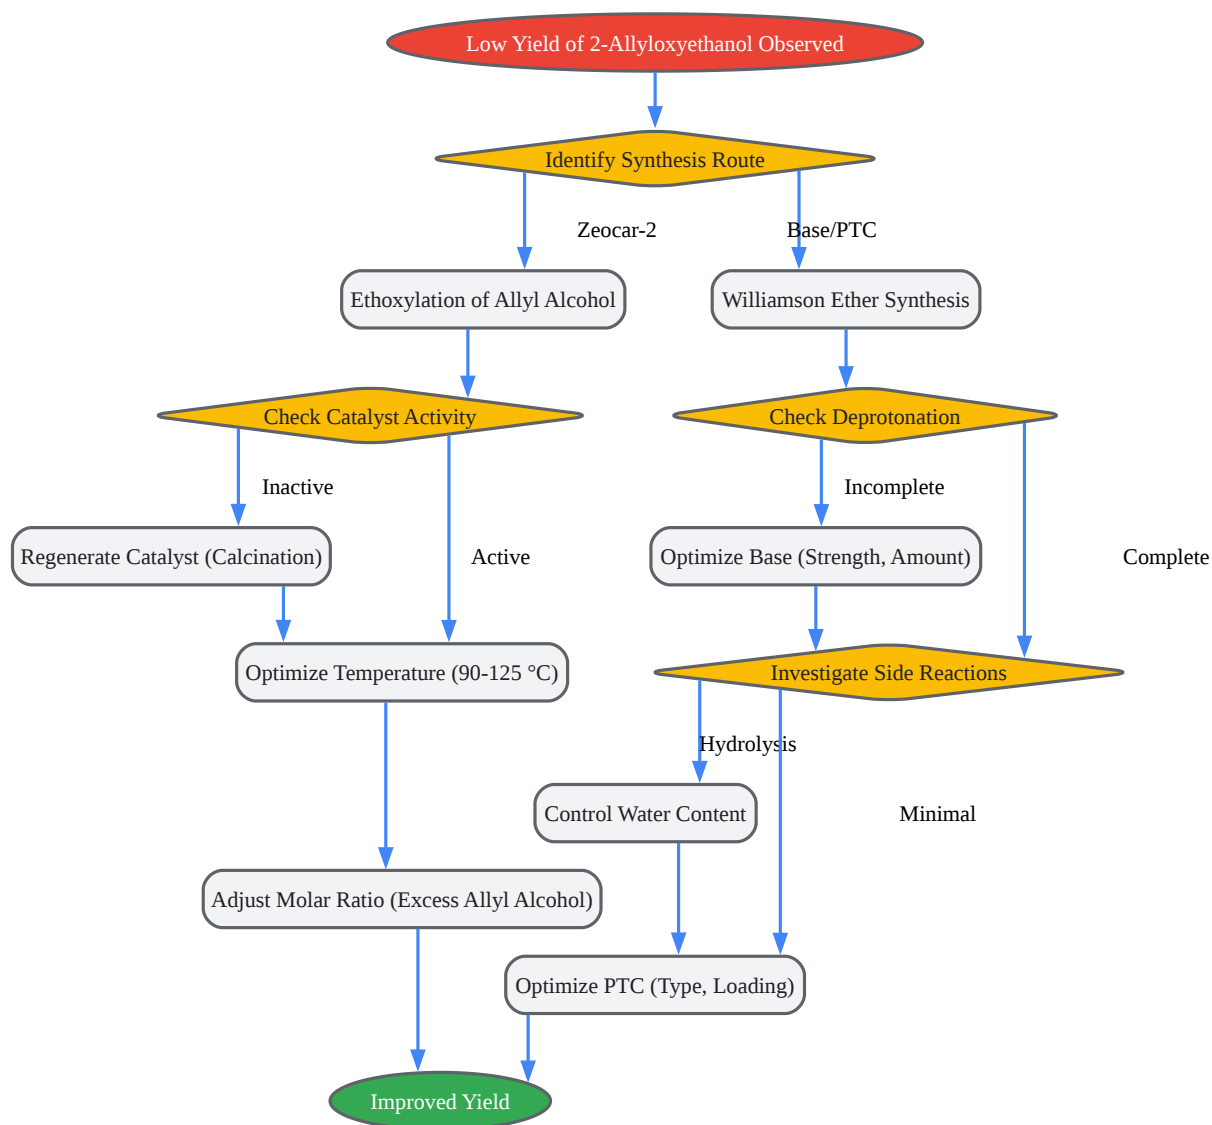 Low Yield of 2-Allyloxyethanol Observed
Identify Synthesis Route
Zeocar-2
Base/PTC
Ethoxylation of Allyl Alcohol
Williamson Ether Synthesis
Check Catalyst Activity
Check Deprotonation
Inactive
Incomplete
Regenerate Catalyst (Calcination)
Active
Optimize Base (Strength, Amount)
Complete
Optimize Temperature (90-125 °C)
Investigate Side Reactions
Hydrolysis
Control Water Content
Minimal
Adjust Molar Ratio (Excess Allyl Alcohol)
Optimize PTC (Type, Loading)
Improved Yield